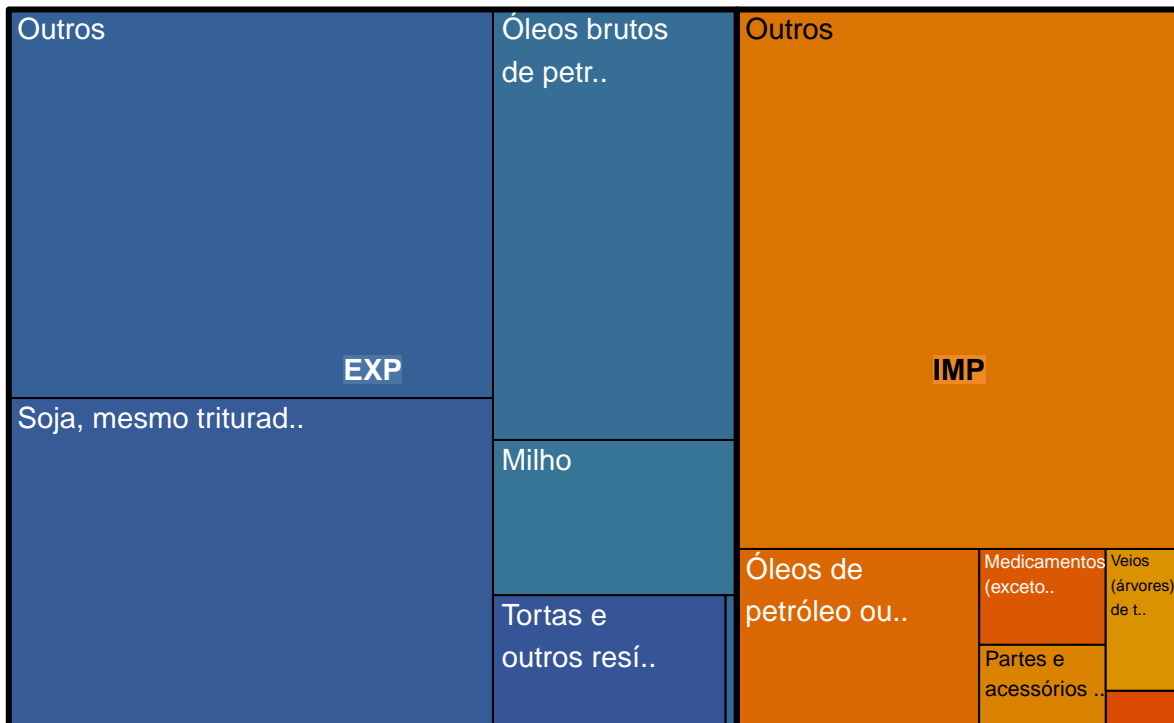 Outros
EXP
Soja, mesmo triturad..
Óleos brutos
de petr..
Milho
Tortas e
outros resí..
Outros
IMP
Óleos de
petróleo ou..
Medicamentos
(exceto..
Partes e
acessórios ..
Veios
(árvores)
de t..